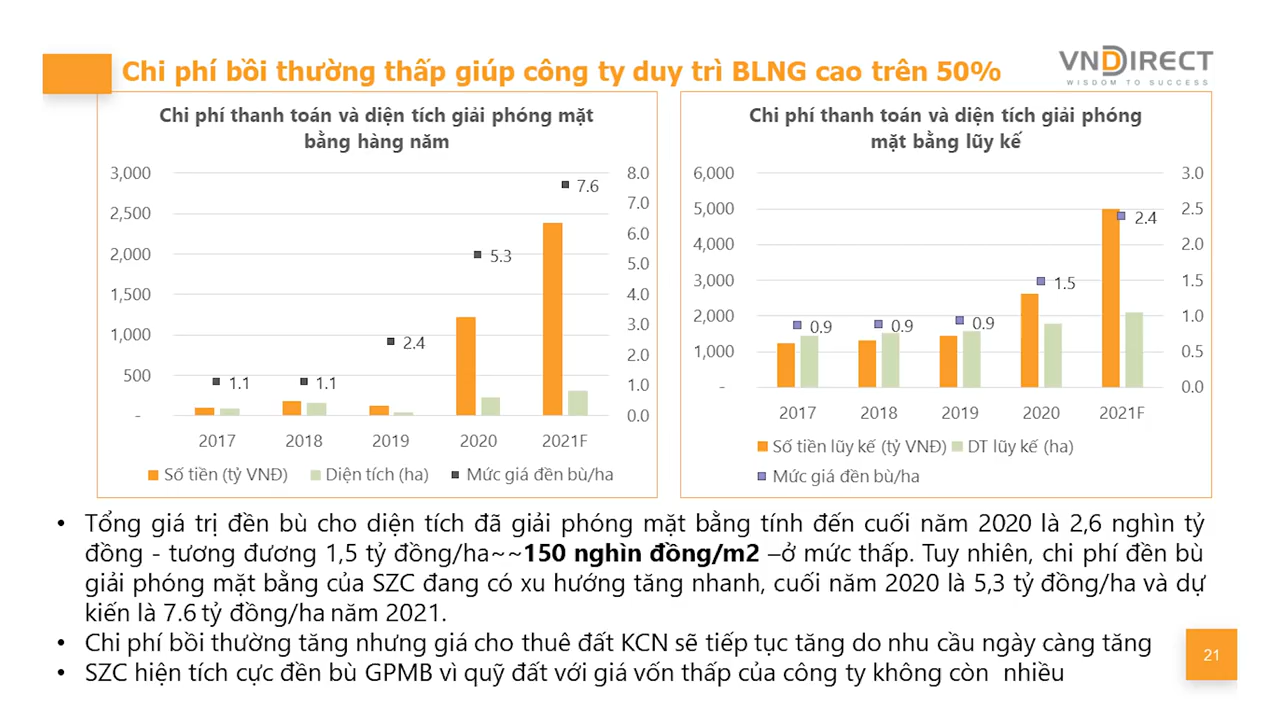 Chi phí bồi thường thấp giúp công ty duy trì BLNG cao trên 50%
VNDIRECT
WISDOM TO SUCCESS
Chi phí thanh toán và diện tích giải phóng mặt
bằng hàng năm
3,000
2,500
2,000
1,500
1,000
500
-
8.0
7.0
6.0
5.0
4.0
3.0
2.0
1.0
0.0
1.1
1.1
2.4
5.3
7.6
2017 2018 2019 2020 2021F
Số tiền (tỷ VNĐ) Diện tích (ha) Mức giá đền bù/ha
Chi phí thanh toán và diện tích giải phóng
mặt bằng lũy kế
6,000
5,000
4,000
3,000
2,000
1,000
-
3.0
2.5
2.0
1.5
1.0
0.5
0.0
0.9
0.9
0.9
1.5
2.4
2017 2018 2019 2020 2021F
Số tiền lũy kế (tỷ VNĐ) DT lũy kế (ha)
Mức giá đền bù/ha
• Tổng giá trị đền bù cho diện tích đã giải phóng mặt bằng tính đến cuối năm 2020 là 2,6 nghìn tỷ
đồng - tương đương 1,5 tỷ đồng/ha~~150 nghìn đồng/m2 –ở mức thấp. Tuy nhiên, chi phí đền bù
giải phóng mặt bằng của SZC đang có xu hướng tăng nhanh, cuối năm 2020 là 5,3 tỷ đồng/ha và dự
kiến là 7.6 tỷ đồng/ha năm 2021.
• Chi phí bồi thường tăng nhưng giá cho thuê đất KCN sẽ tiếp tục tăng do nhu cầu ngày càng tăng
• SZC hiện tích cực đền bù GPMB vì quỹ đất với giá vốn thấp của công ty không còn nhiều
21